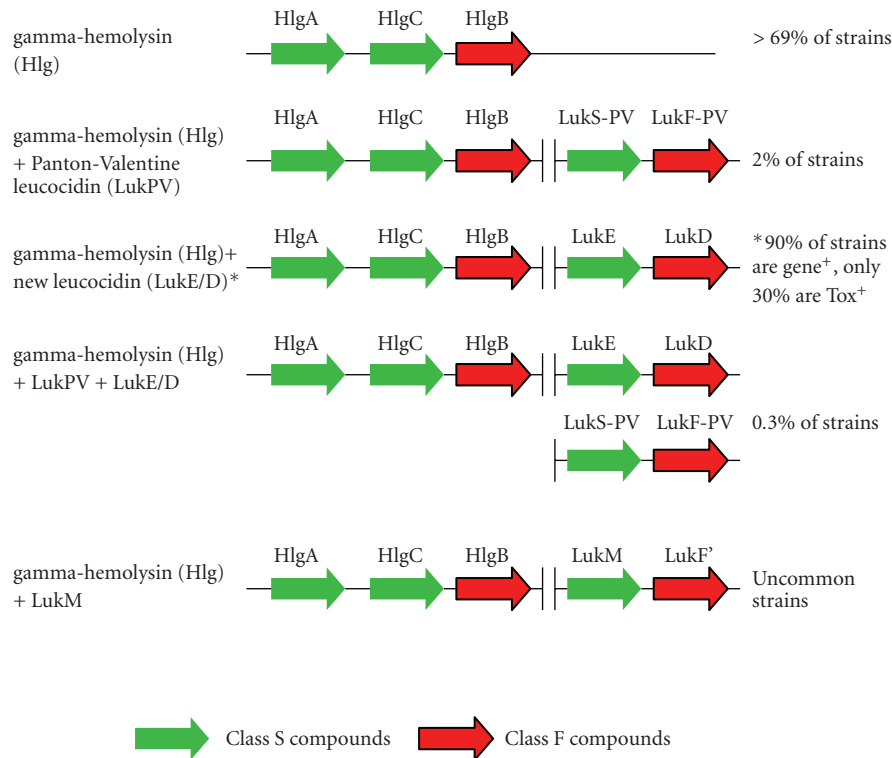 HlgA HlgC HlgB
gamma-hemolysin
(Hlg)
> 69% of strains
HlgA HlgC HlgB LukS-PV LukF-PV
gamma-hemolysin (Hlg)
+ Panton-Valentine
leucocidin (LukPV)
2% of strains
HlgA HlgC HlgB LukE LukD
gamma-hemolysin (Hlg)+
new leucocidin (LukE/D)*
*90% of strains
are gene+, only
30% are Tox+
HlgA HlgC HlgB LukE LukD
gamma-hemolysin (Hlg)
+ LukPV + LukE/D
LukS-PV LukF-PV
0.3% of strains
HlgA HlgC HlgB LukM LukF’
gamma-hemolysin (Hlg)
+ LukM
Uncommon
strains
Class S compounds Class F compounds